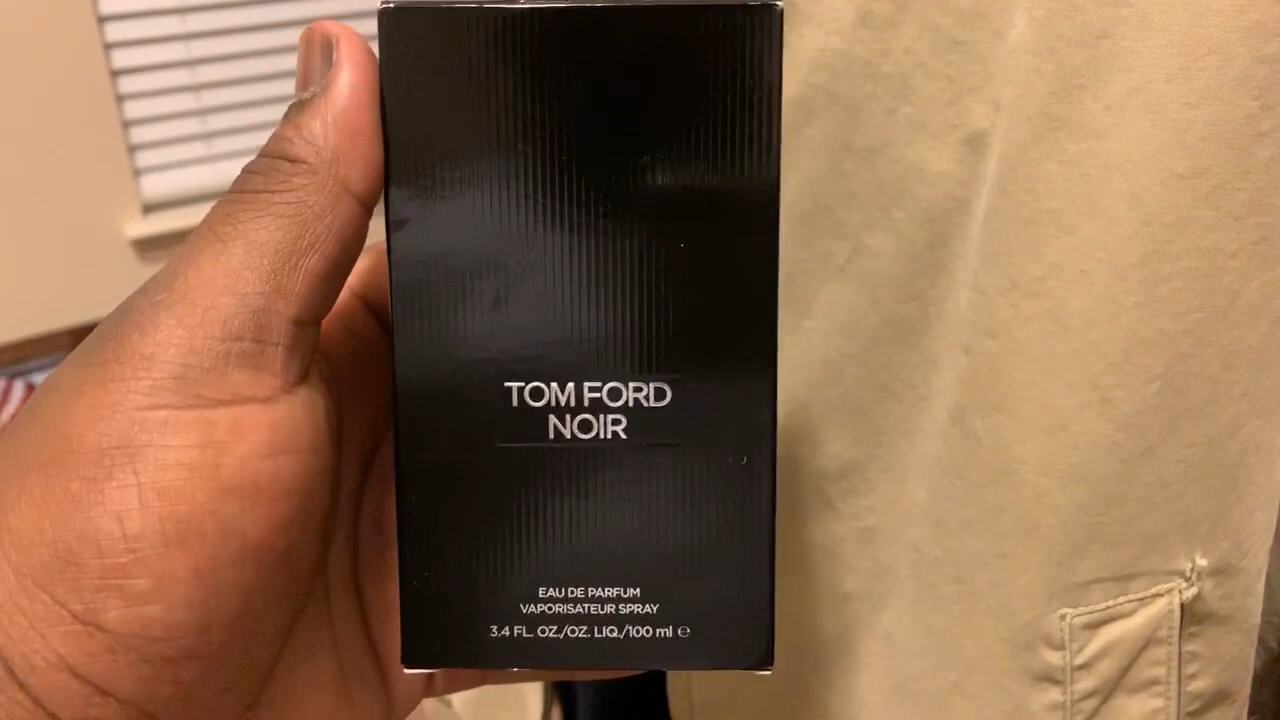 TOM FORD
NOIR
EAU DE PARFUM
VAPORISATEUR SPRAY
3.4 FL. OZ./OZ. LIQ./100 ml ℮